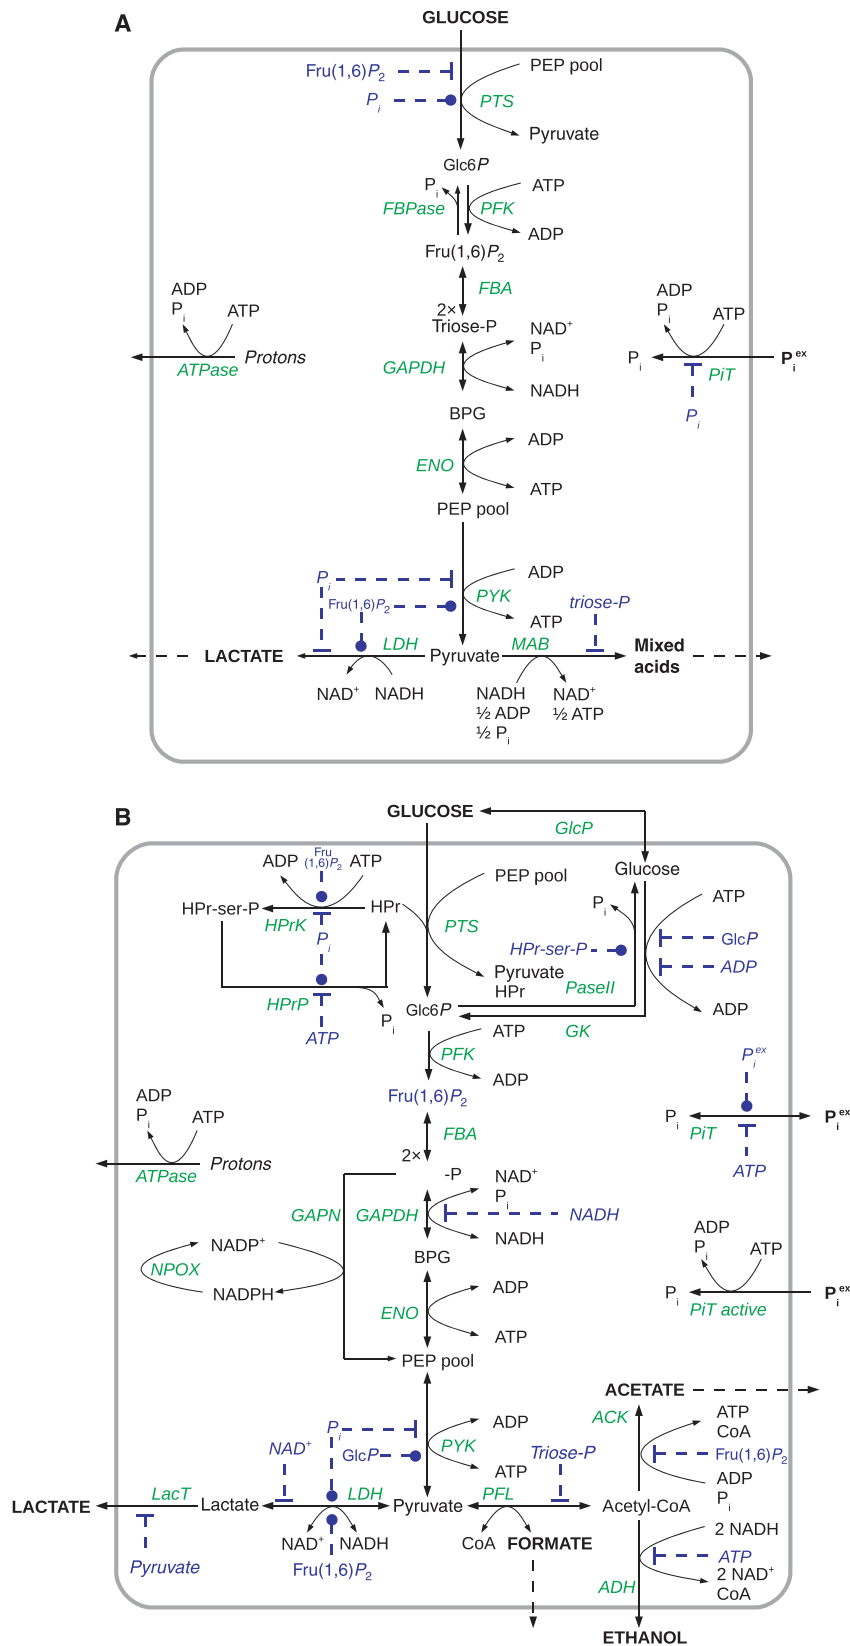 A
GLUCOSE
Fru(1,6)P2
PEP pool
Pi
PTS
Pyruvate
Glc6P
Pi
ATP
FBPase
PFK
ADP
Fru(1,6)P2
FBA
2×
Triose-P
ADP
Pi
ATP
ATPase
Protons
NAD+
Pi
GAPDH
NADH
BPG
ADP
Pi
ATP
Pi
PiT
Pi ex
Pi
ADP
ENO
ATP
PEP pool
Pi
ADP
Fru(1,6)P2
PYK
ATP
triose-P
LACTATE
LDH
Pyruvate
MAB
Mixed
acids
NAD+
NADH
NADH
½ ADP
½ Pi
NAD+
½ ATP
B
GLUCOSE
GlcP
Glucose
ADP
Fru
(1,6)P2
ATP
PEP pool
HPr-ser-P
HPr
HPrK
Pi
PTS
HPrP
Pi
ATP
Pyruvate
HPr
Pi
ATP
HPr-ser-P
GlcP
ADP
PaseII
ADP
Glc6P
GK
ATP
PFK
ADP
Fru(1,6)P2
FBA
Pi ex
Pi
PiT
Pi ex
ATP
ADP
Pi
ATP
ATPase
Protons
2×
-P
NAD+
Pi
GAPN
GAPDH
NADH
NADH
NADP+
NPOX
NADPH
BPG
ADP
ENO
ATP
ADP
Pi
ATP
Pi
PiT active
Pi ex
PEP pool
ACETATE
Pi
ADP
GlcP
PYK
ATP
NAD+
Triose-P
ACK
ATP
CoA
Fru(1,6)P2
ADP
Pi
LACTATE
LacT
Lactate
LDH
Pyruvate
PFL
Acetyl-CoA
Pyruvate
NAD+
NADH
Fru(1,6)P2
CoA
FORMATE
2 NADH
ATP
2 NAD+
CoA
ADH
ETHANOL